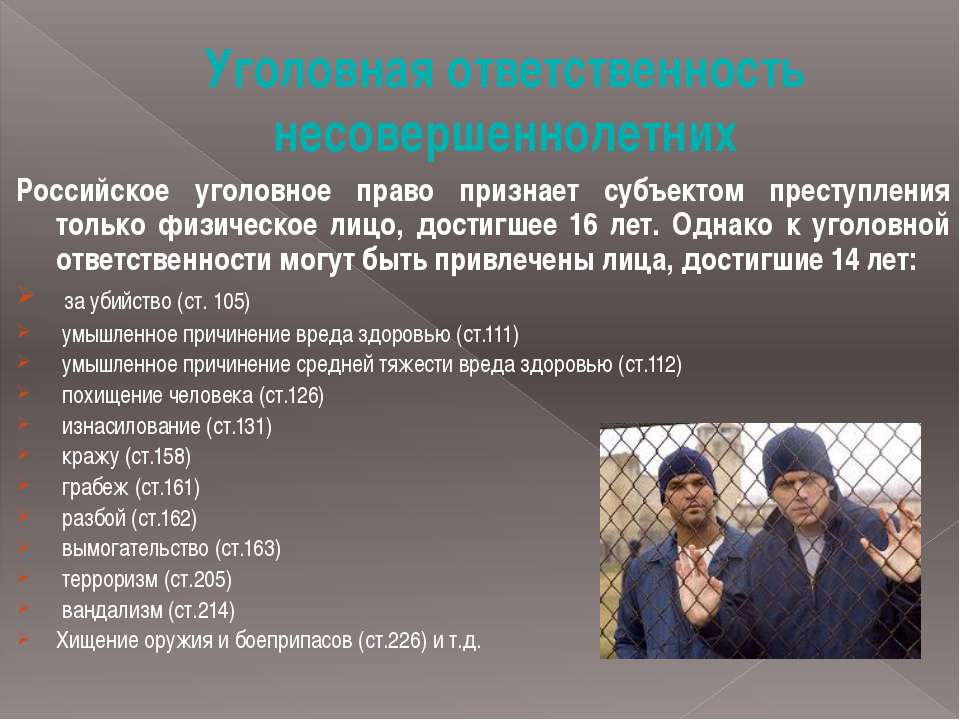 Уголовная ответственность
несовершеннолетних
Российское уголовное право признает субъектом преступления
только физическое лицо, достигшее 16 лет. Однако к уголовной
ответственности могут быть привлечены лица, достигшие 14 лет:
за убийство (ст. 105)
умышленное причинение вреда здоровью (ст.111)
умышленное причинение средней тяжести вреда здоровью (ст.112)
похищение человека (ст.126)
изнасилование (ст.131)
кражу (ст.158)
грабеж (ст.161)
разбой (ст.162)
вымогательство (ст.163)
терроризм (ст.205)
вандализм (ст.214)
Хищение оружия и боеприпасов (ст.226) и т.д.